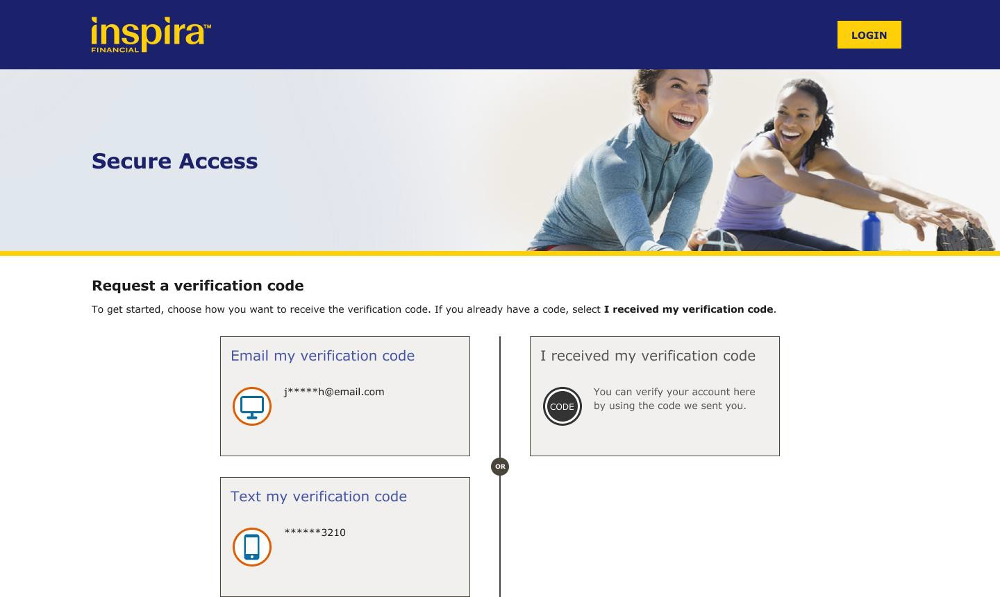 inspira™
FINANCIAL
LOGIN
Secure Access
Request a verification code
To get started, choose how you want to receive the verification code. If you already have a code, select I received my verification code.
Email my verification code
j*****h@email.com
I received my verification code
CODE
You can verify your account here
by using the code we sent you.
OR
Text my verification code
******3210